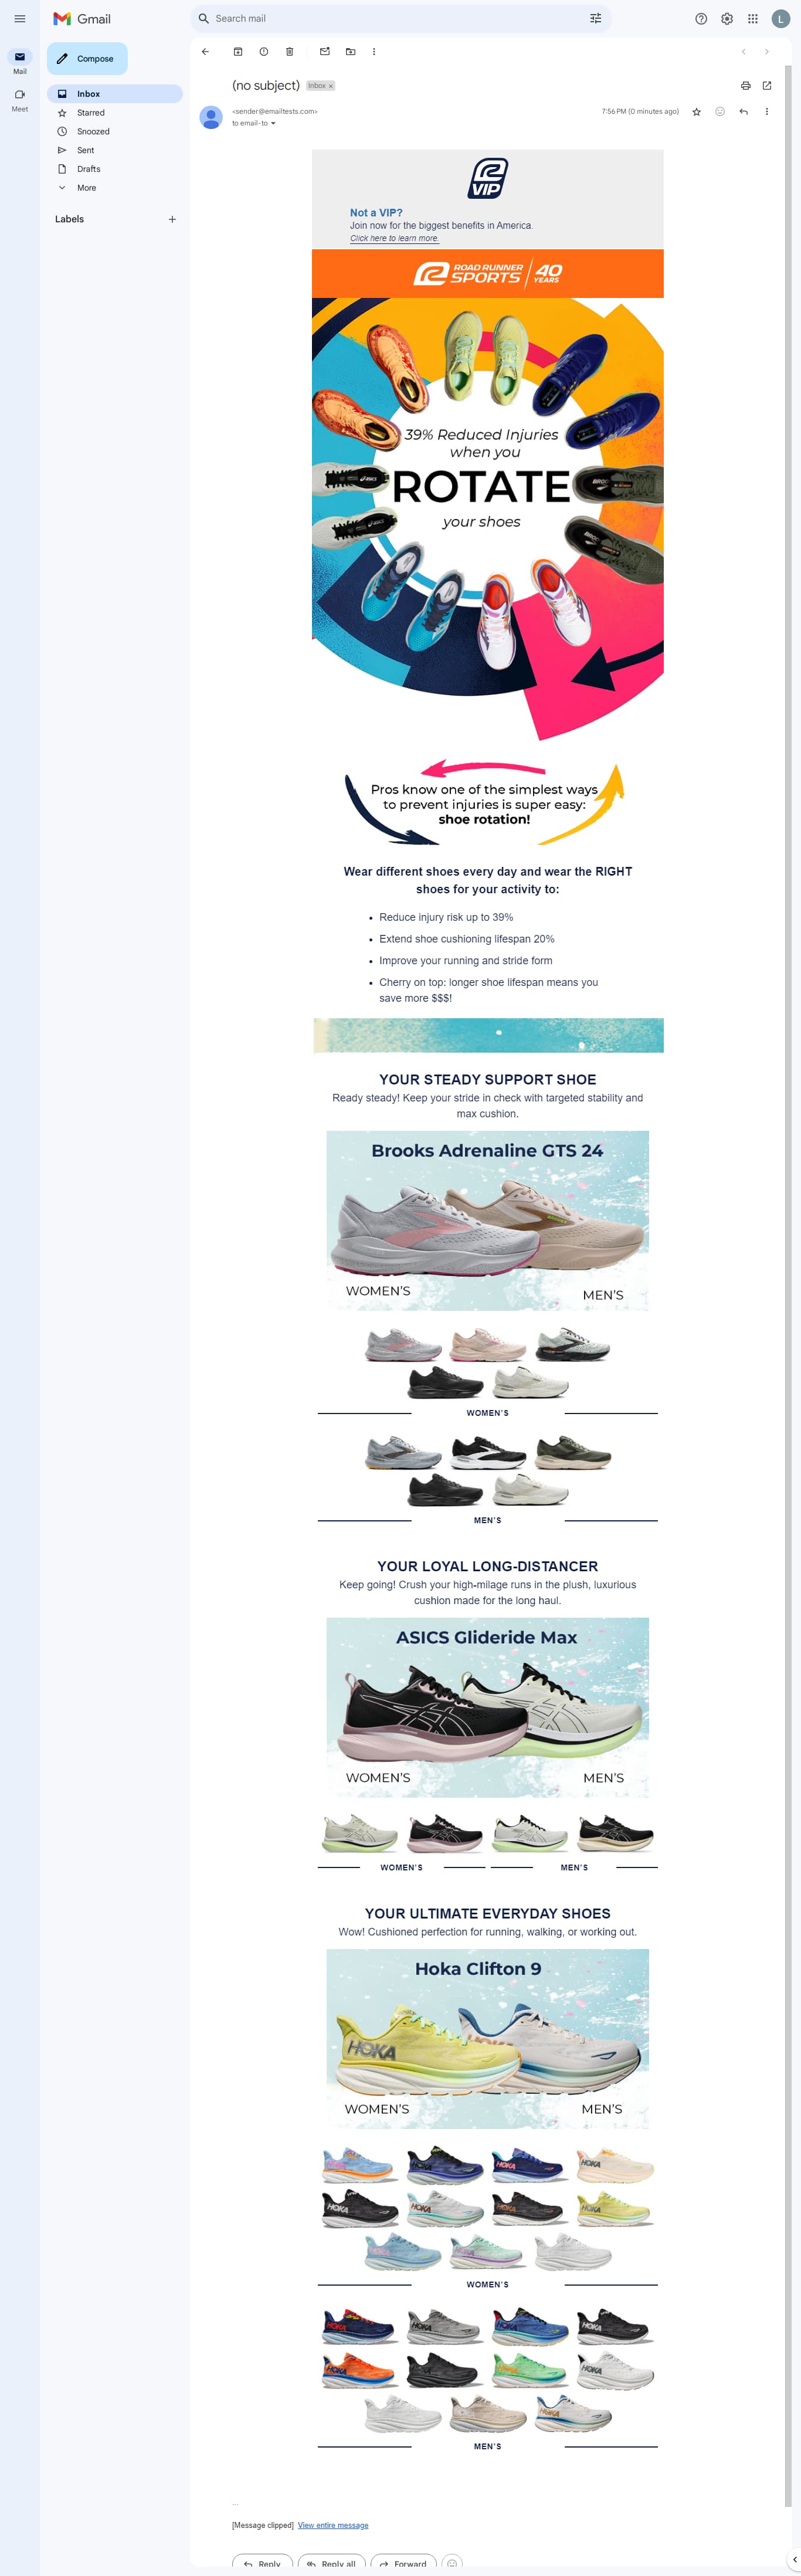 Gmail
Search mail
L
Compose
Mail
Meet
Inbox
Starred
Snoozed
Sent
Drafts
More
Labels
(no subject)
Inbox ×
<sender@emailtests.com>
7:56 PM (0 minutes ago)
to email-to
VIP
Not a VIP?
Join now for the biggest benefits in America.
Click here to learn more.
ROAD RUNNER
SPORTS
40
YEARS
39% Reduced Injuries
when you
ROTATE
your shoes
Pros know one of the simplest ways
to prevent injuries is super easy:
shoe rotation!
Wear different shoes every day and wear the RIGHT
shoes for your activity to:
• Reduce injury risk up to 39%
• Extend shoe cushioning lifespan 20%
• Improve your running and stride form
• Cherry on top: longer shoe lifespan means you
save more $$$!
YOUR STEADY SUPPORT SHOE
Ready steady! Keep your stride in check with targeted stability and
max cushion.
Brooks Adrenaline GTS 24
WOMEN'S
MEN'S
WOMEN'S
MEN'S
YOUR LOYAL LONG-DISTANCER
Keep going! Crush your high-milage runs in the plush, luxurious
cushion made for the long haul.
ASICS Glideride Max
WOMEN'S
MEN'S
WOMEN'S
MEN'S
YOUR ULTIMATE EVERYDAY SHOES
Wow! Cushioned perfection for running, walking, or working out.
Hoka Clifton 9
HOKA
WOMEN'S
MEN'S
WOMEN'S
MEN'S
...
[Message clipped] View entire message
Reply
Reply all
Forward